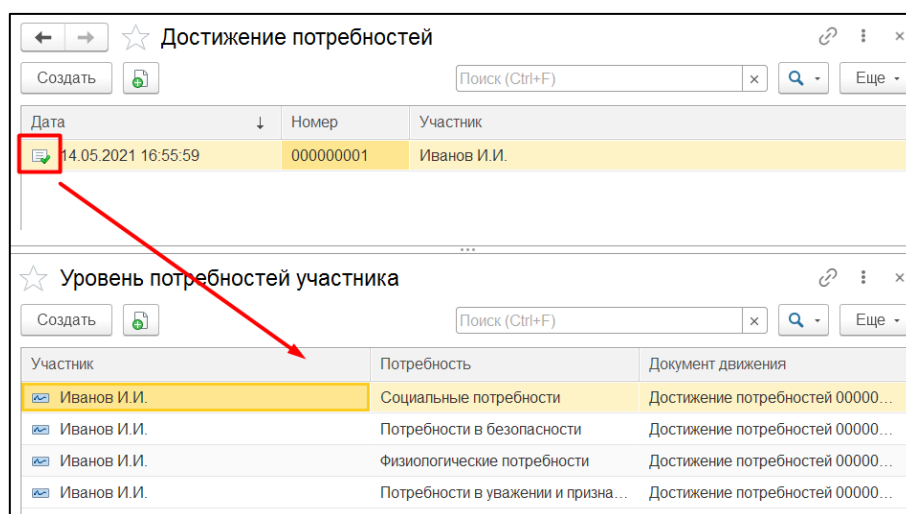 Достижение потребностей
Создать Поиск (Ctrl+F) × Еще
Дата ↓ Номер Участник
14.05.2021 16:55:59 000000001 Иванов И.И.
Уровень потребностей участника
Создать Поиск (Ctrl+F) × Еще
Участник Потребность Документ движения
Иванов И.И. Социальные потребности Достижение потребностей 00000...
Иванов И.И. Потребности в безопасности Достижение потребностей 00000...
Иванов И.И. Физиологические потребности Достижение потребностей 00000...
Иванов И.И. Потребности в уважении и призна... Достижение потребностей 00000...